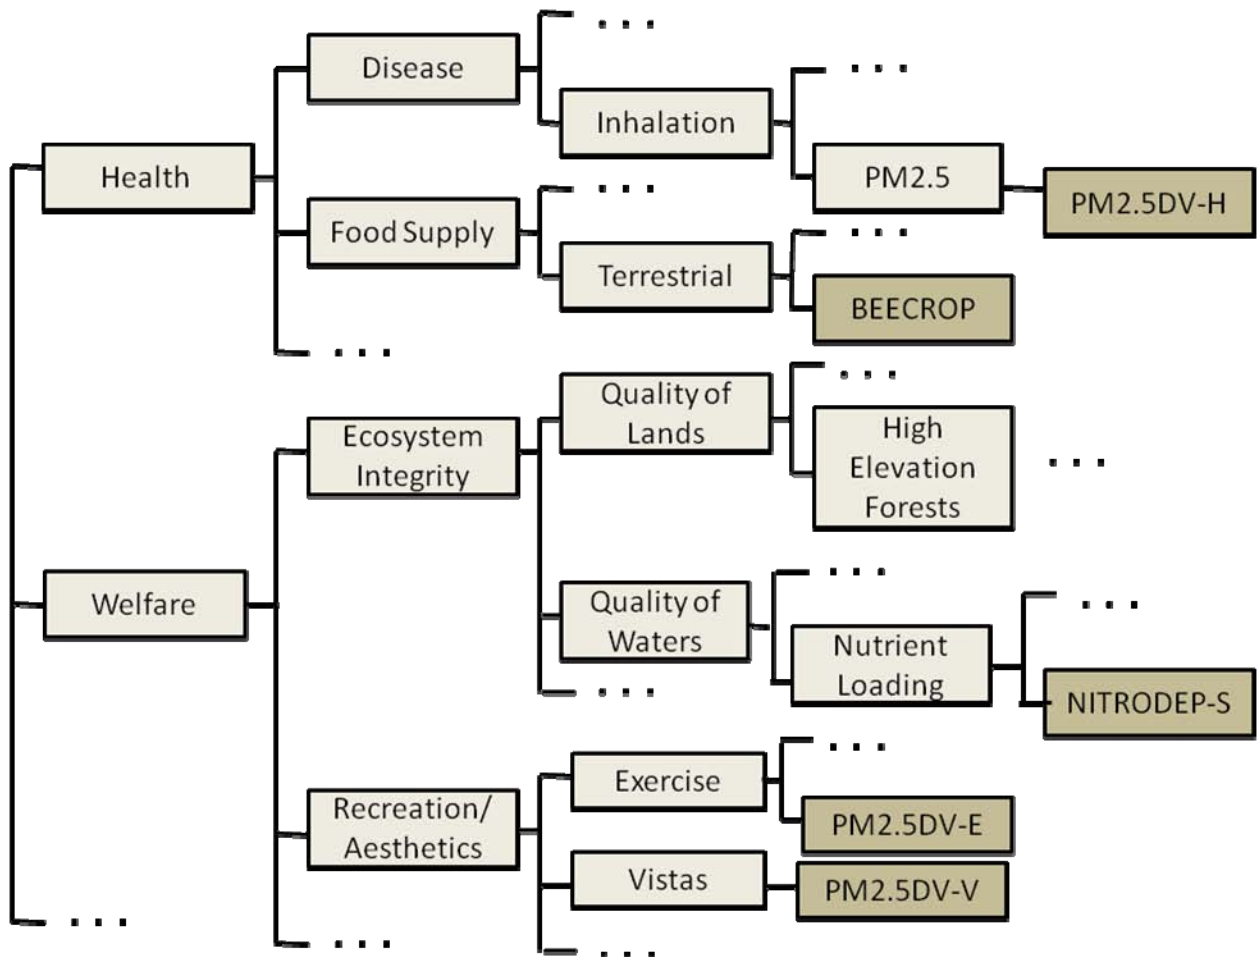 Disease
. . .
Inhalation
. . .
Health
PM2.5
PM2.5DV-H
Food Supply
. . .
Terrestrial
. . .
BEECROP
. . .
Quality of
Lands
. . .
Ecosystem
Integrity
High
Elevation
Forests
. . .
Welfare
Quality of
Waters
. . .
Nutrient
Loading
. . .
NITRODEP-S
. . .
Recreation/
Aesthetics
Exercise
. . .
PM2.5DV-E
Vistas
PM2.5DV-V
. . .
. . .
. . .